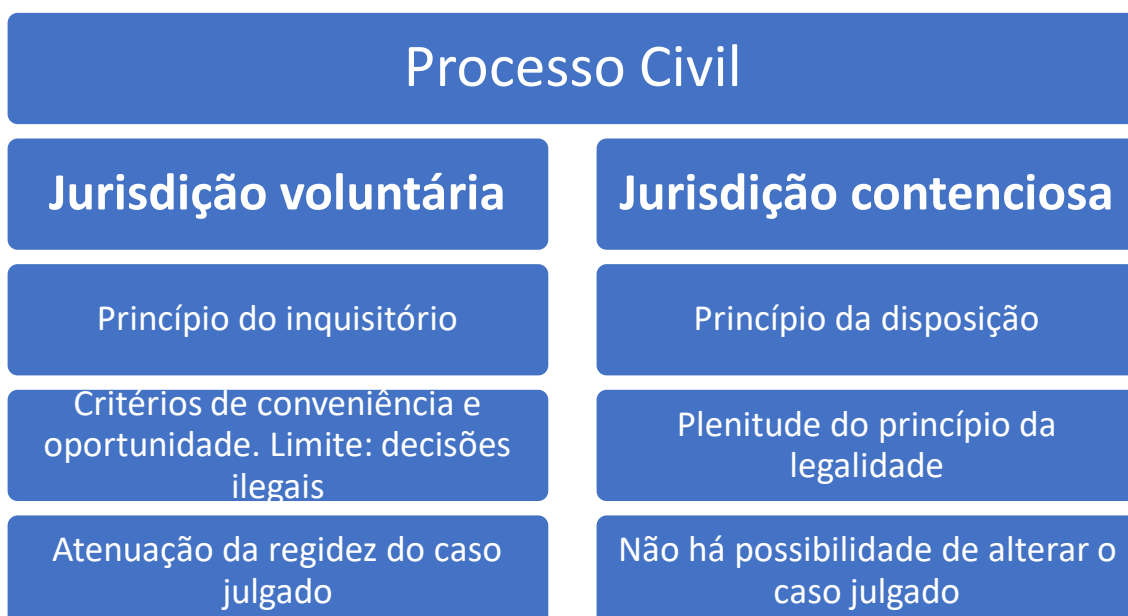 Processo Civil
Jurisdição voluntária
Jurisdição contenciosa
Princípio do inquisitório
Princípio da disposição
Critérios de conveniência e
oportunidade. Limite: decisões
ilegais
Plenitude do princípio da
legalidade
Atenuação da regidez do caso
julgado
Não há possibilidade de alterar o
caso julgado